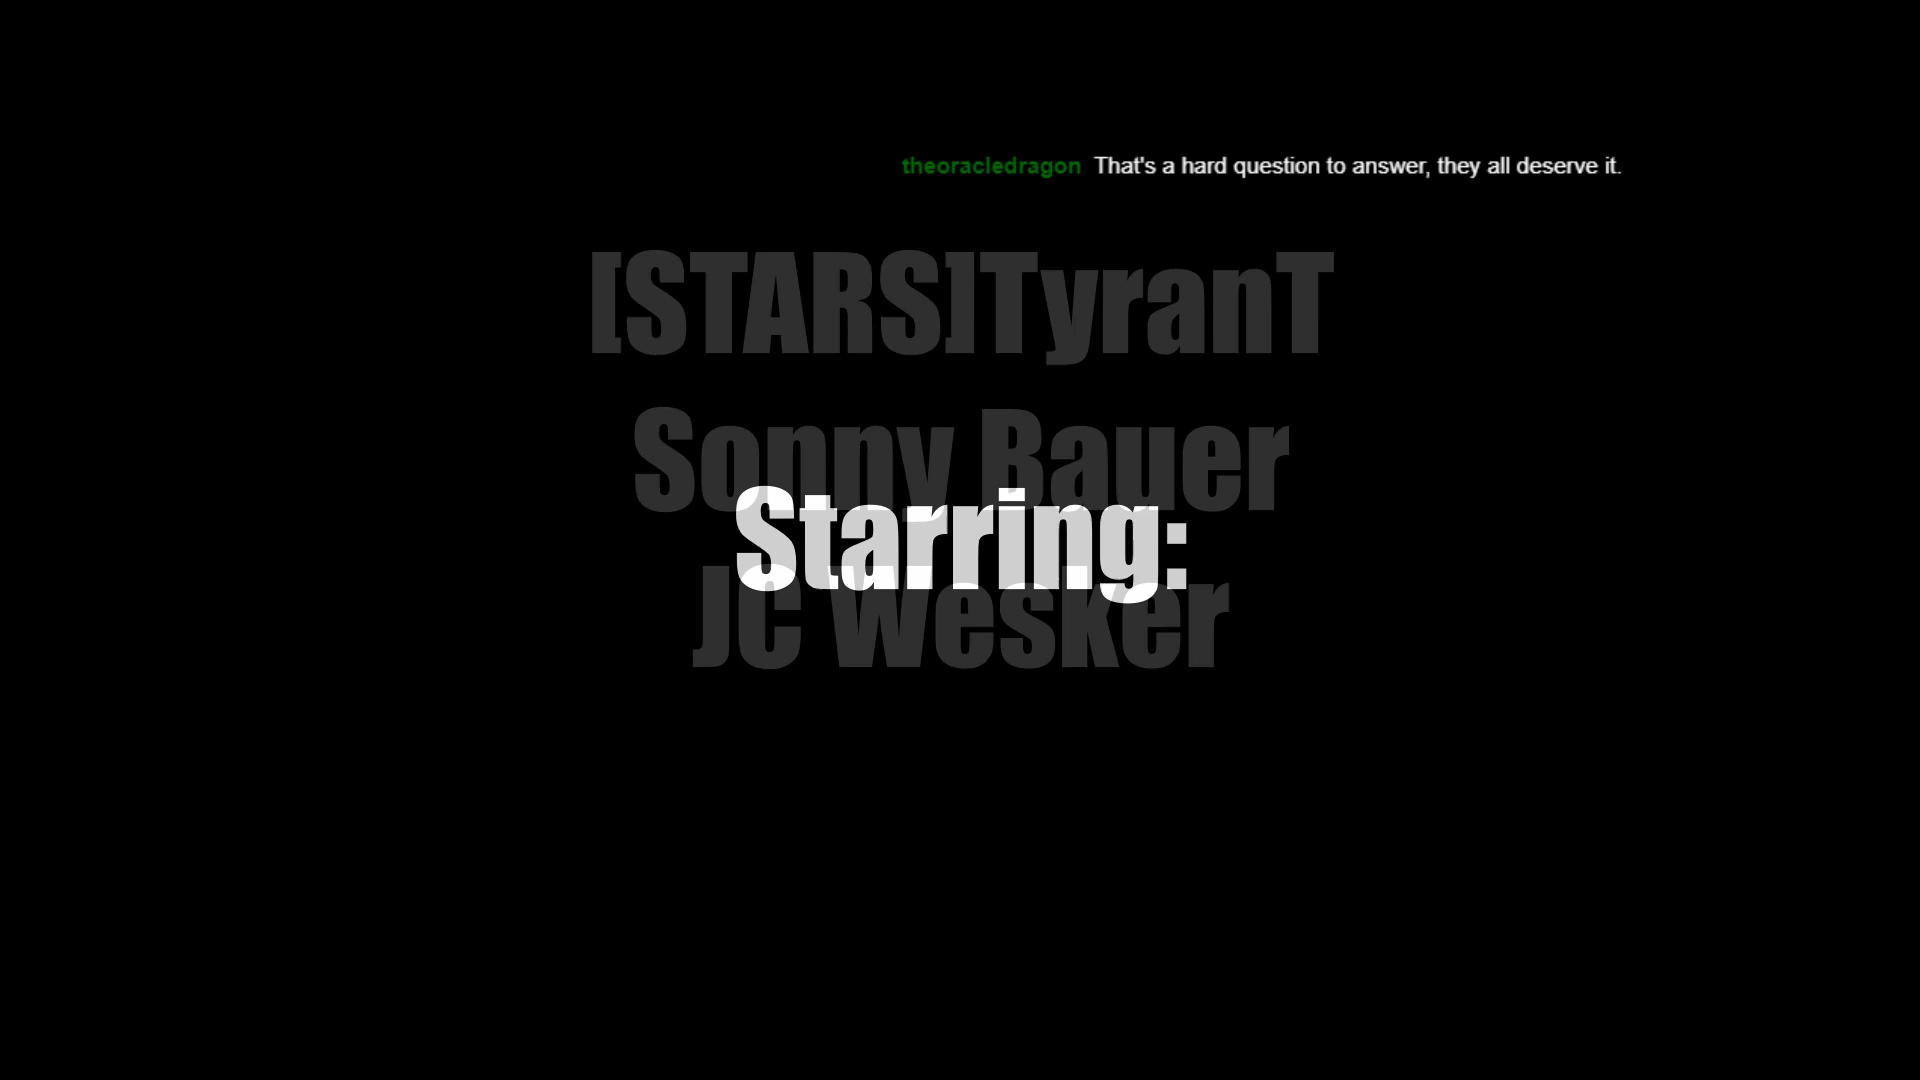 theoracledragon That's a hard question to answer, they all deserve it.
[STARS]TyranT
Sonny Bauer
Starring:
JC Wesker